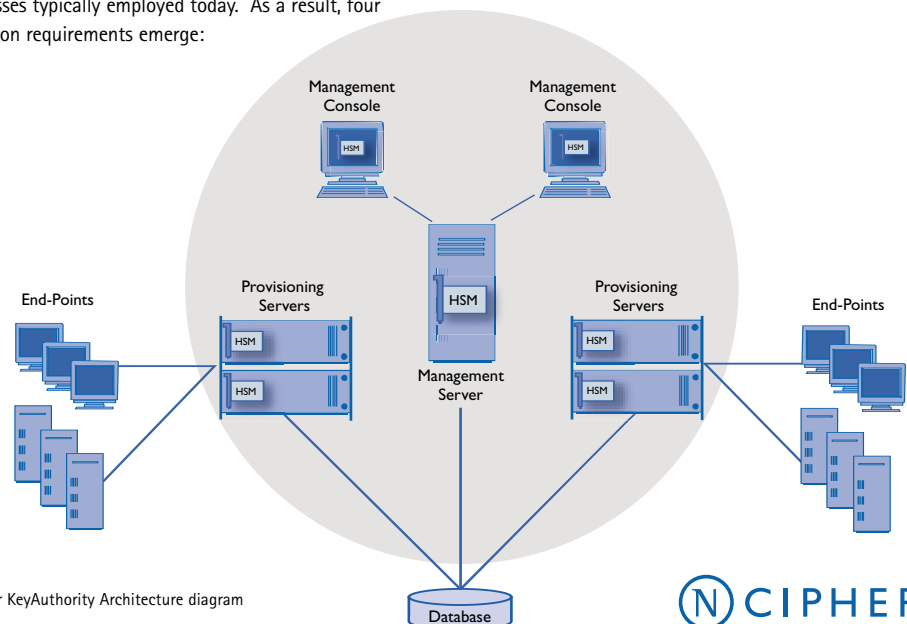 sses typically employed today. As a result, four
on requirements emerge:
Management
Console
Management
Console
HSM
HSM
End-Points
Provisioning
Servers
HSM
Provisioning
Servers
End-Points
HSM
HSM
HSM
HSM
Management
Server
r KeyAuthority Architecture diagram
Database
N CIPHER